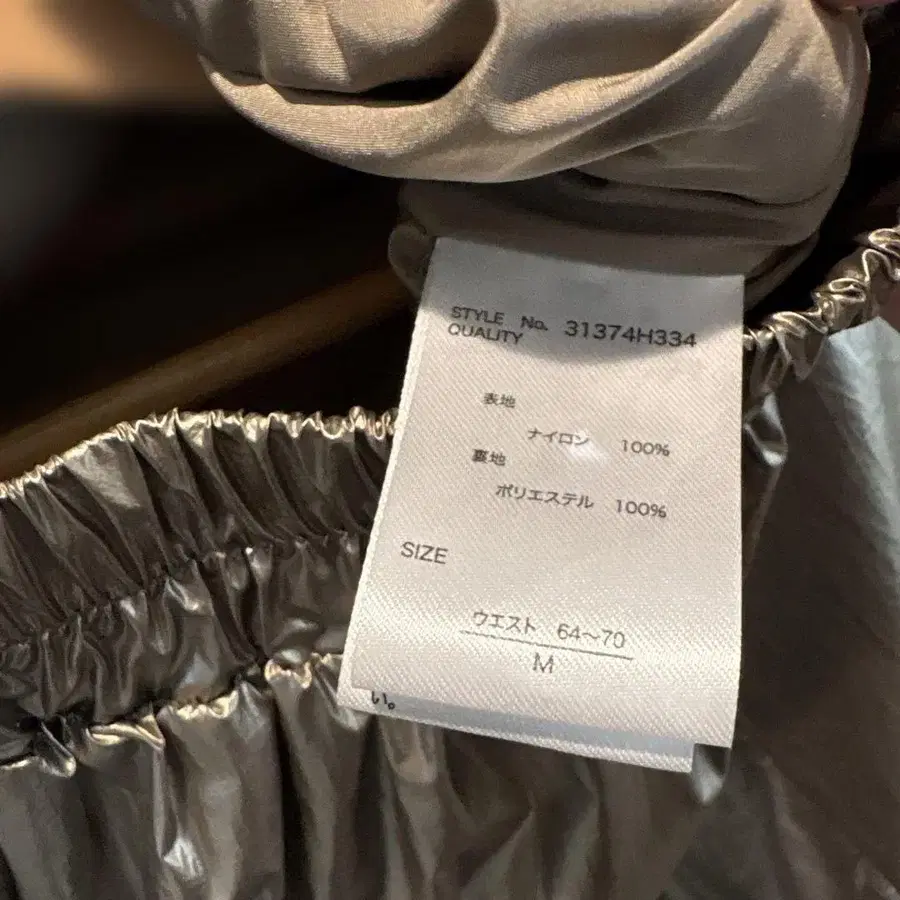 STYLE No. 31374H334
QUALITY
表地
ナイロン 100%
裏地
ポリエステル 100%
SIZE
ウエスト 64～70
M
い。